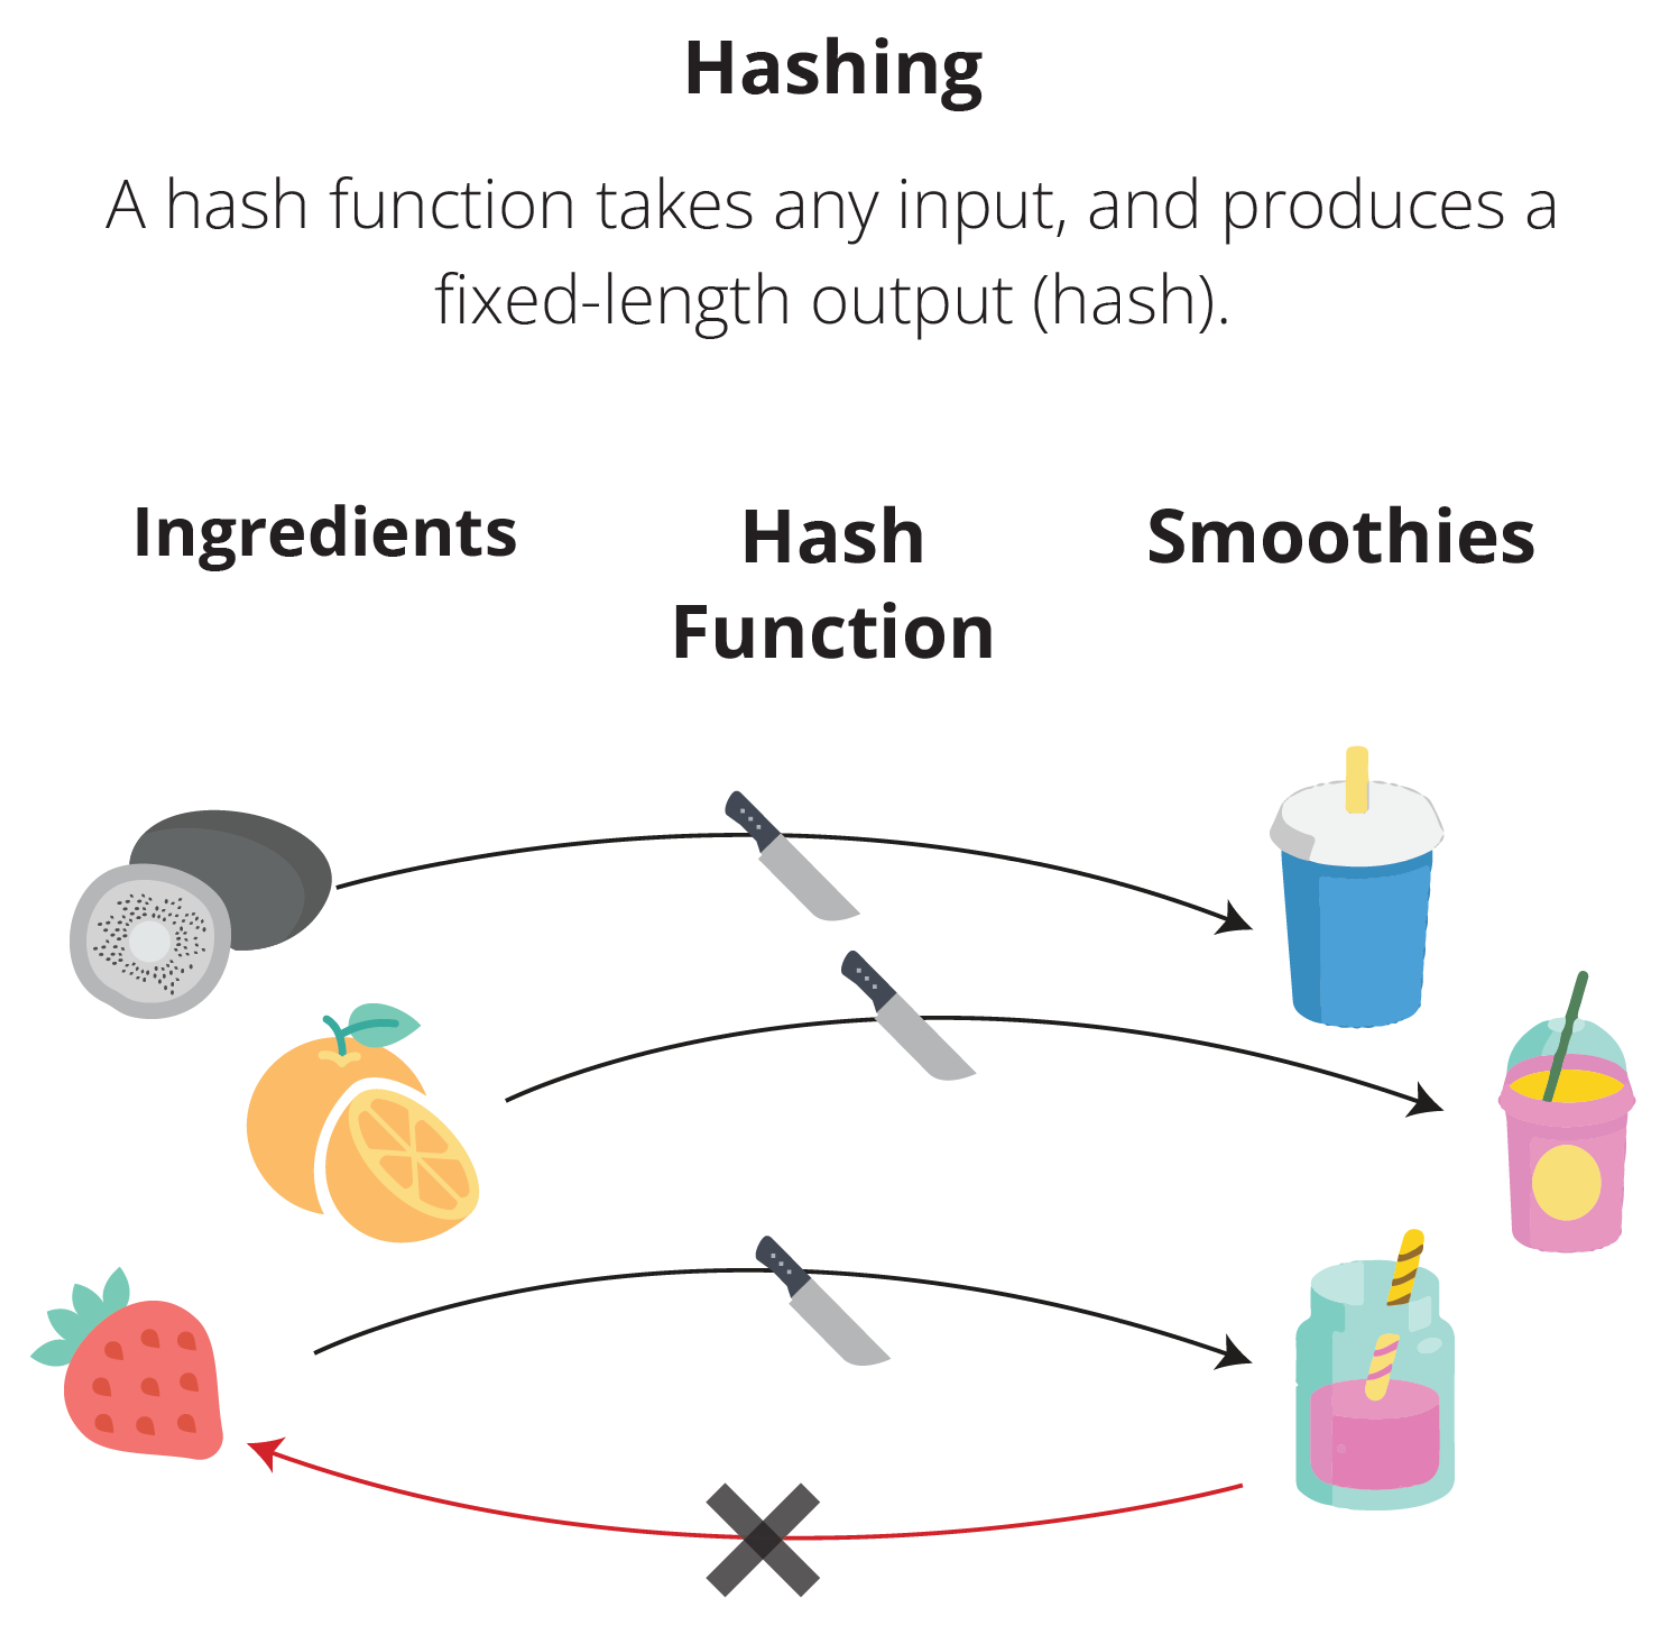 Hashing
A hash function takes any input, and produces a
fixed-length output (hash).
Ingredients
Hash
Function
Smoothies